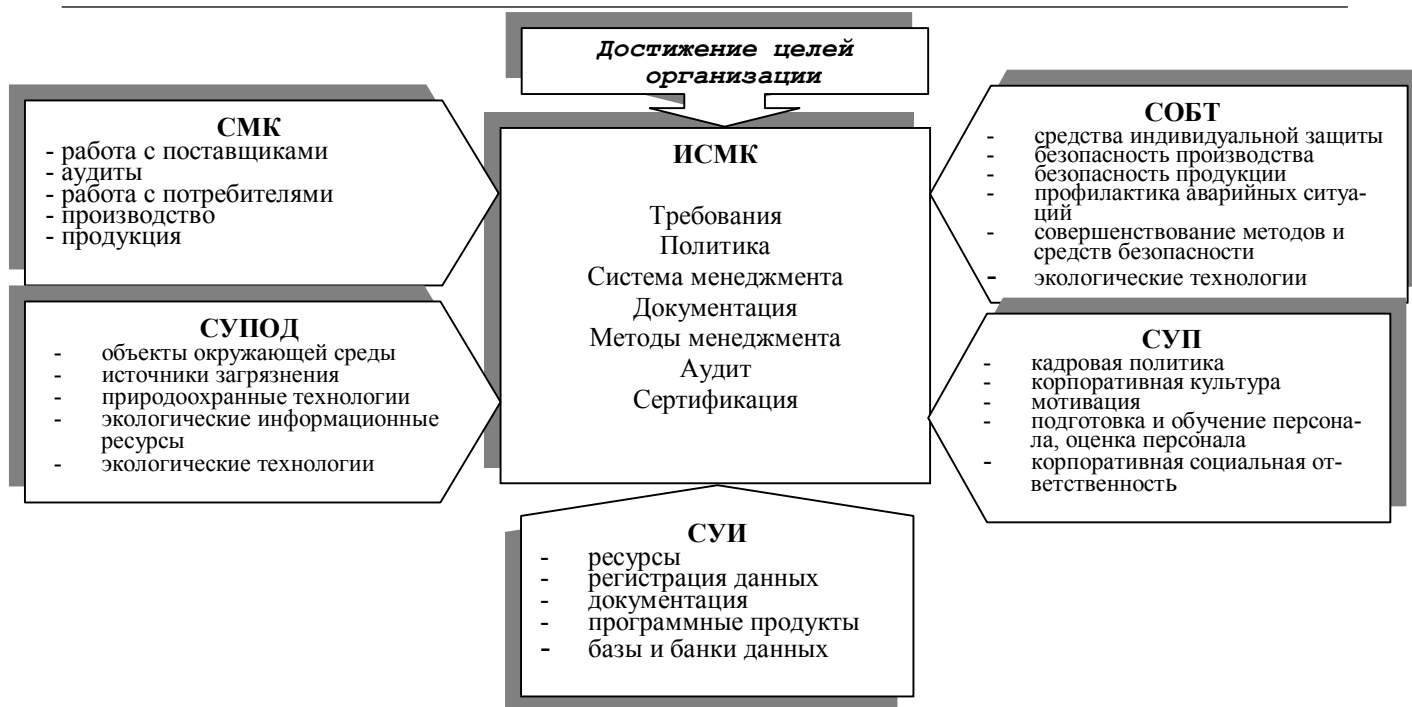 Достижение целей
организации
СМК
- работа с поставщиками
- аудиты
- работа с потребителями
- производство
- продукция
СУПОД
- объекты окружающей среды
- источники загрязнения
- природоохранные технологии
- экологические информационные
ресурсы
- экологические технологии
ИСМК
Требования
Политика
Система менеджмента
Документация
Методы менеджмента
Аудит
Сертификация
СОБТ
- средства индивидуальной защиты
- безопасность производства
- безопасность продукции
- профилактика аварийных ситуа-
ций
- совершенствование методов и
средств безопасности
- экологические технологии
СУП
- кадровая политика
- корпоративная культура
- мотивация
- подготовка и обучение персона-
ла, оценка персонала
- корпоративная социальная от-
ветственность
СУИ
- ресурсы
- регистрация данных
- документация
- программные продукты
- базы и банки данных